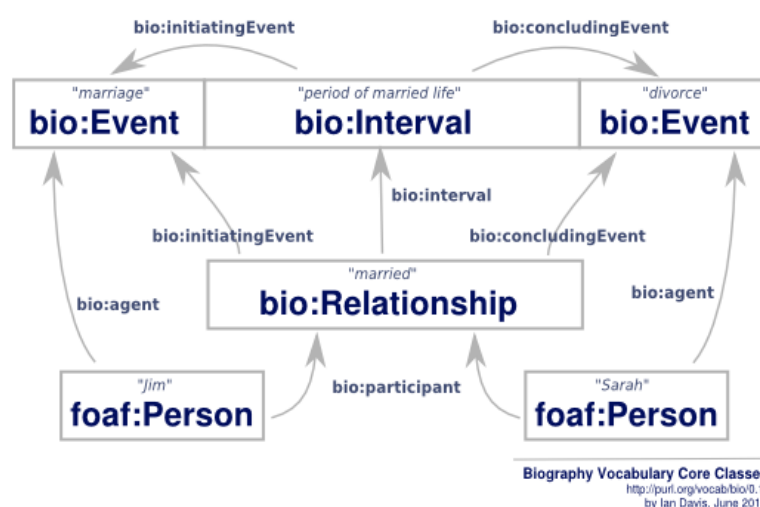 bio:initiatingEvent
bio:concludingEvent
"marriage"
bio:Event
"period of married life"
bio:Interval
"divorce"
bio:Event
bio:interval
bio:initiatingEvent
bio:concludingEvent
"married"
bio:Relationship
bio:agent
bio:agent
"Jim"
foaf:Person
bio:participant
"Sarah"
foaf:Person
Biography Vocabulary Core Classe
http://purl.org/vocab/bio/0.
by Ian Davis, June 201